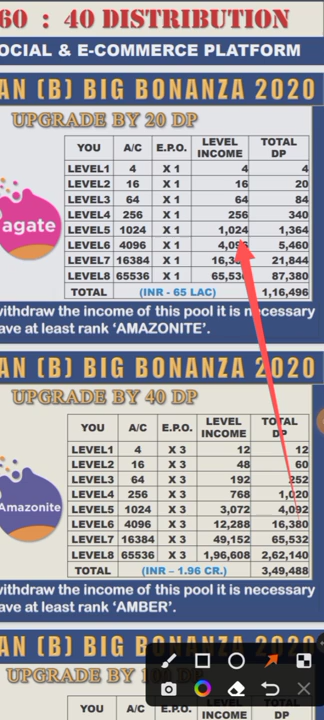 60 : 40 DISTRIBUTION
OCIAL & E-COMMERCE PLATFORM
AN (B) BIG BONANZA 2020
UPGRADE BY 20 DP
YOU A/C E.P.O. LEVEL INCOME TOTAL DP
LEVEL1 4 X 1 4 4
LEVEL2 16 X 1 16 20
LEVEL3 64 X 1 64 84
LEVEL4 256 X 1 256 340
LEVEL5 1024 X 1 1,024 1,364
LEVEL6 4096 X 1 5,460
LEVEL7 16384 X 1 21,844
LEVEL8 65536 X 1 87,380
TOTAL (INR - 65 LAC) 1,16,496
agate
withdraw the income of this pool it is necessary
ave at least rank ‘AMAZONITE’.
AN (B) BIG BONANZA 2020
UPGRADE BY 40 DP
YOU A/C E.P.O. LEVEL INCOME TOTAL DP
LEVEL1 4 X 3 12 12
LEVEL2 16 X 3 48 60
LEVEL3 64 X 3 192 252
LEVEL4 256 X 3 768 1,020
LEVEL5 1024 X 3 3,072 4,092
LEVEL6 4096 X 3 12,288 16,380
LEVEL7 16384 X 3 49,152 65,532
LEVEL8 65536 X 3 1,96,608 2,62,140
TOTAL (INR – 1.96 CR.) 3,49,488
Amazonite
withdraw the income of this pool it is necessary
ave at least rank ‘AMBER’.
AN (B) BIG BONANZA 2020
UPGRADE BY
YOU A/C E.P.O. LEVEL TOTAL